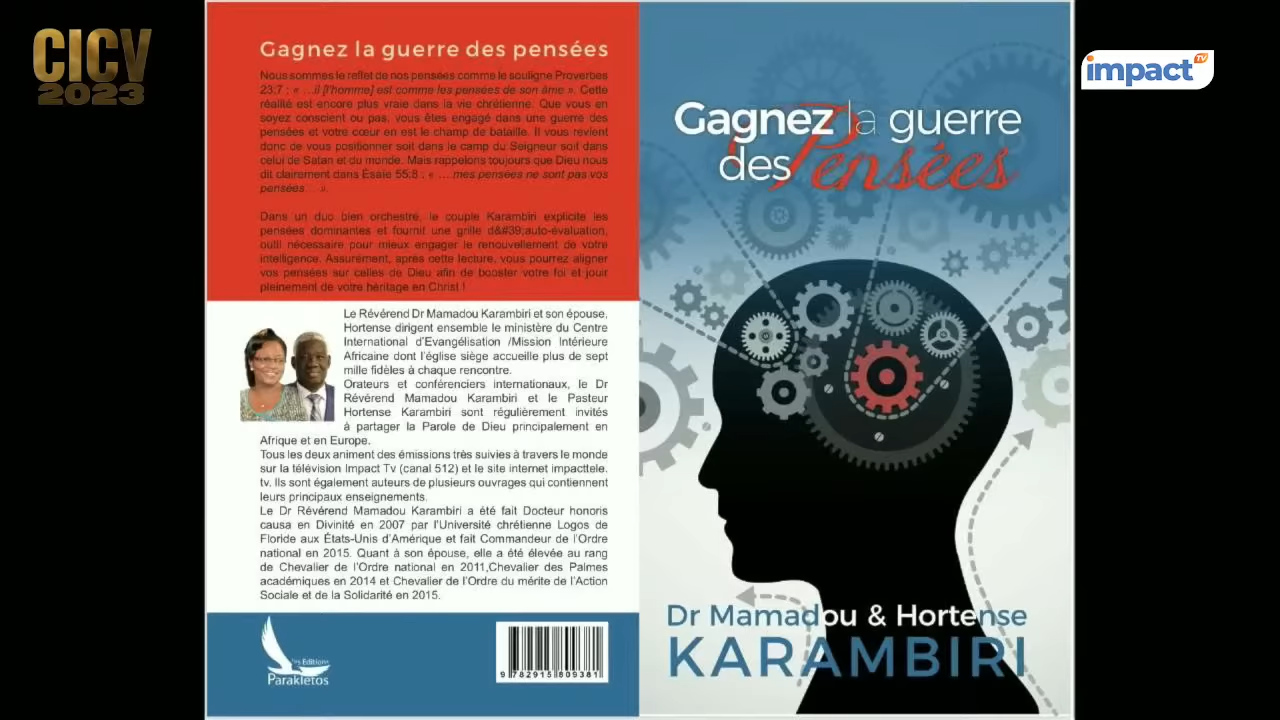 CICV
2023
Gagnez la guerre des pensées
Nous sommes le reflet de nos pensées comme le souligne Proverbes
23:7 : « …il [l'homme] est comme les pensées de son âme ». Cette
réalité est encore plus vraie dans la vie chrétienne. Que vous en
soyez conscient ou pas, vous êtes engagé dans une guerre des
pensées et votre cœur en est le champ de bataille. Il vous revient
donc de vous positionner soit dans le camp du Seigneur soit dans
celui de Satan et du monde. Mais rappelons toujours que Dieu nous
dit clairement dans Èsaïe 55:8 : « ….mes pensées ne sont pas vos
pensées… ».
Dans un duo bien orchestré, le couple Karambiri explicite les
pensées dominantes et fournit une grille d&#39;auto-évaluation,
outil nécessaire pour mieux engager le renouvellement de votre
intelligence. Assurément, après cette lecture, vous pourrez aligner
vos pensées sur celles de Dieu afin de booster votre foi et jouir
pleinement de votre héritage en Christ !
Le Révérend Dr Mamadou Karambiri et son épouse,
Hortense dirigent ensemble le ministère du Centre
International d'Evangélisation /Mission Intérieure
Africaine dont l'église siège accueille plus de sept
mille fidèles à chaque rencontre.
Orateurs et conférenciers internationaux, le Dr
Révérend Mamadou Karambiri et le Pasteur
Hortense Karambiri sont régulièrement invités
à partager la Parole de Dieu principalement en
Afrique et en Europe.
Tous les deux animent des émissions très suivies à travers le monde
sur la télévision Impact Tv (canal 512) et le site internet impacttele.
tv. Ils sont également auteurs de plusieurs ouvrages qui contiennent
leurs principaux enseignements.
Le Dr Révérend Mamadou Karambiri a été fait Docteur honoris
causa en Divinité en 2007 par l'Université chrétienne Logos de
Floride aux États-Unis d'Amérique et fait Commandeur de l'Ordre
national en 2015. Quant à son épouse, elle a été élevée au rang
de Chevalier de l'Ordre national en 2011,Chevalier des Palmes
académiques en 2014 et Chevalier de l'Ordre du mérite de l'Action
Sociale et de la Solidarité en 2015.
Les Éditions
Parakletos
9 782915 809381
Gagnez la guerre
des Pensées
Dr Mamadou & Hortense
KARAMBIRI
impact TV